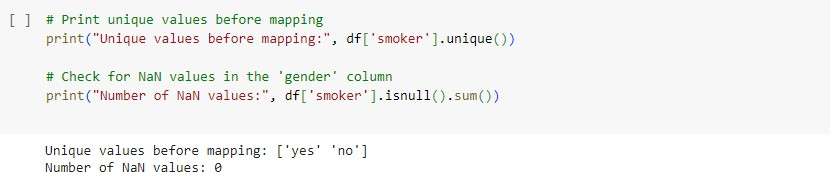 [ ] # Print unique values before mapping
print("Unique values before mapping:", df['smoker'].unique())
# Check for NaN values in the 'gender' column
print("Number of NaN values:", df['smoker'].isnull().sum())
Unique values before mapping: ['yes' 'no']
Number of NaN values: 0